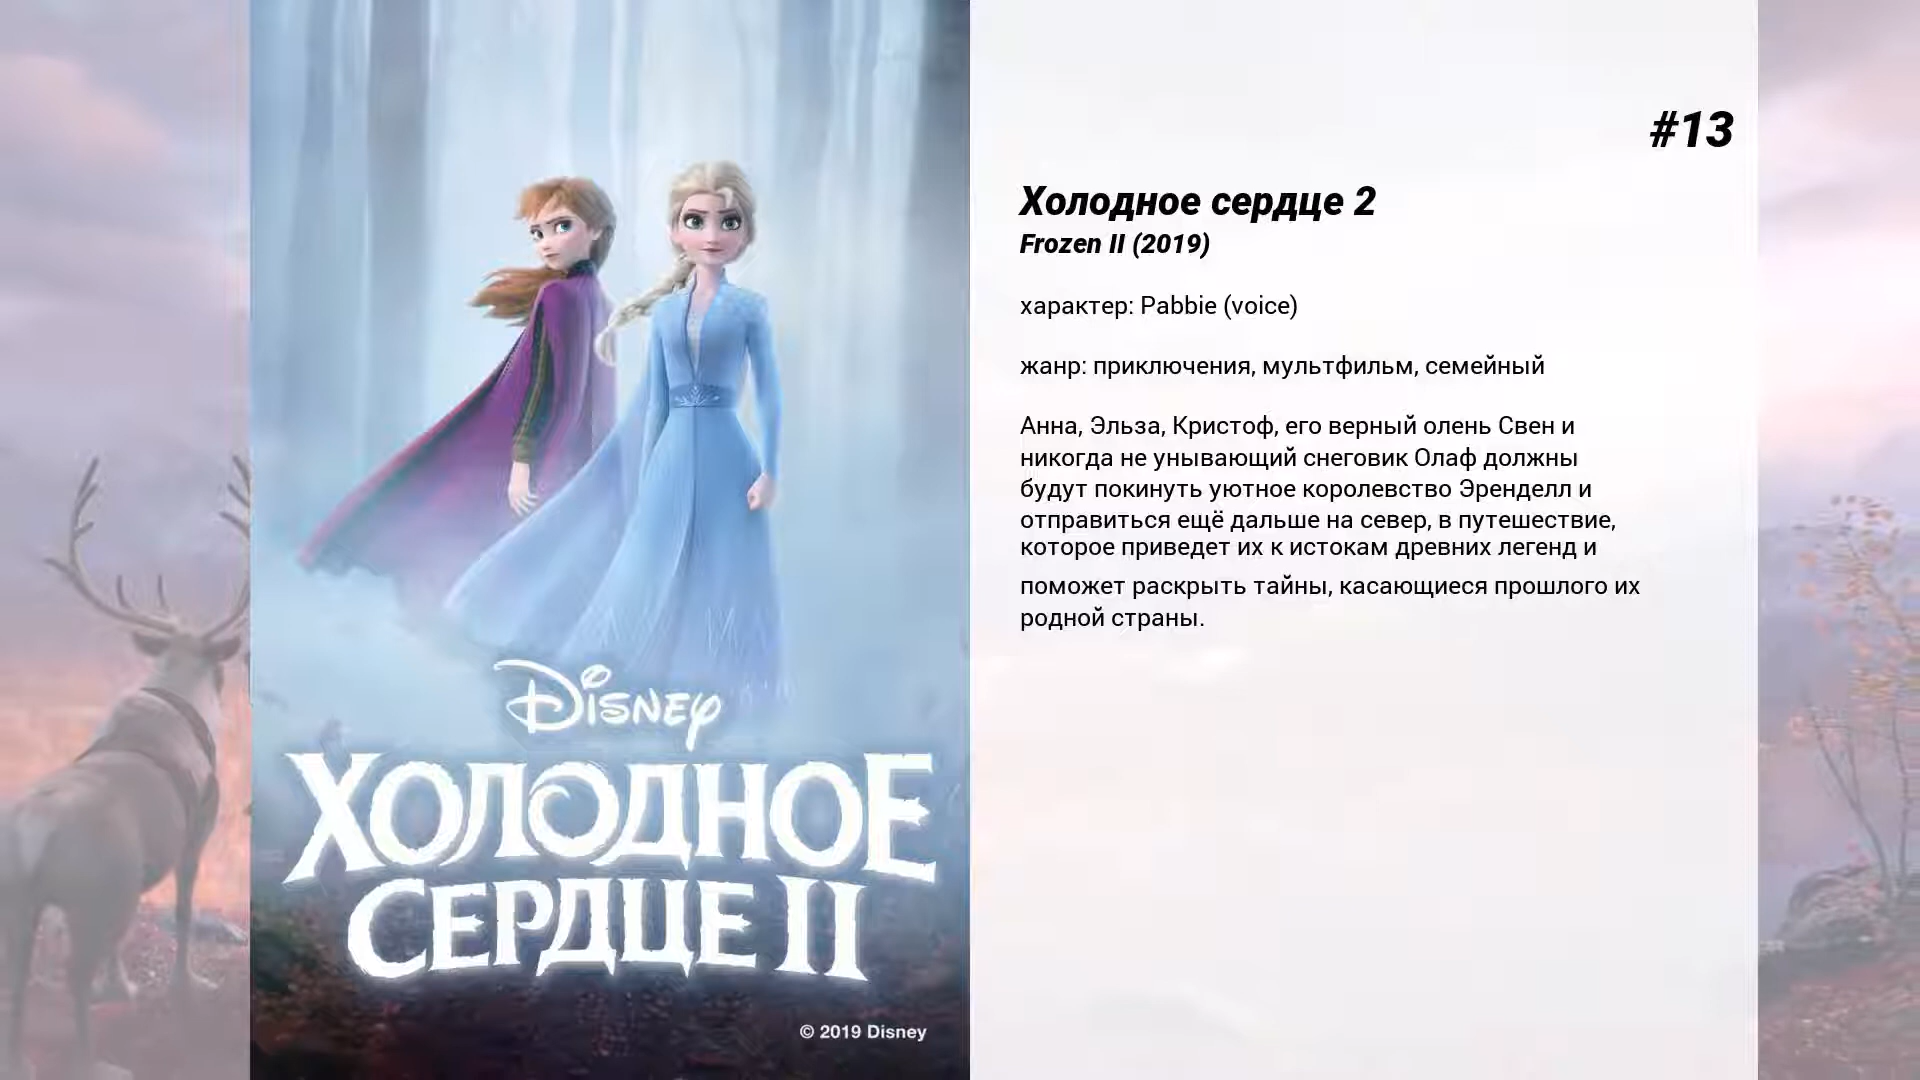 DISNEY
ХОЛОДНОЕ
СЕРДЦЕ II
© 2019 Disney
#13
Холодное сердце 2
Frozen II (2019)
характер: Pabbie (voice)
жанр: приключения, мультфильм, семейный
Анна, Эльза, Кристоф, его верный олень Свен и
никогда не унывающий снеговик Олаф должны
будут покинуть уютное королевство Эренделл и
отправиться ещё дальше на север, в путешествие,
которое приведет их к истокам древних легенд и
поможет раскрыть тайны, касающиеся прошлого их
родной страны.